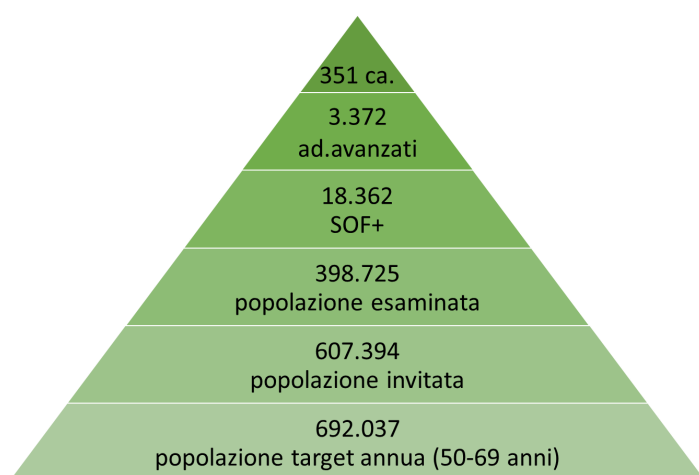 351 ca.
3.372
ad.avanzati
18.362
SOF+
398.725
popolazione esaminata
607.394
popolazione invitata
692.037
popolazione target annua (50-69 anni)